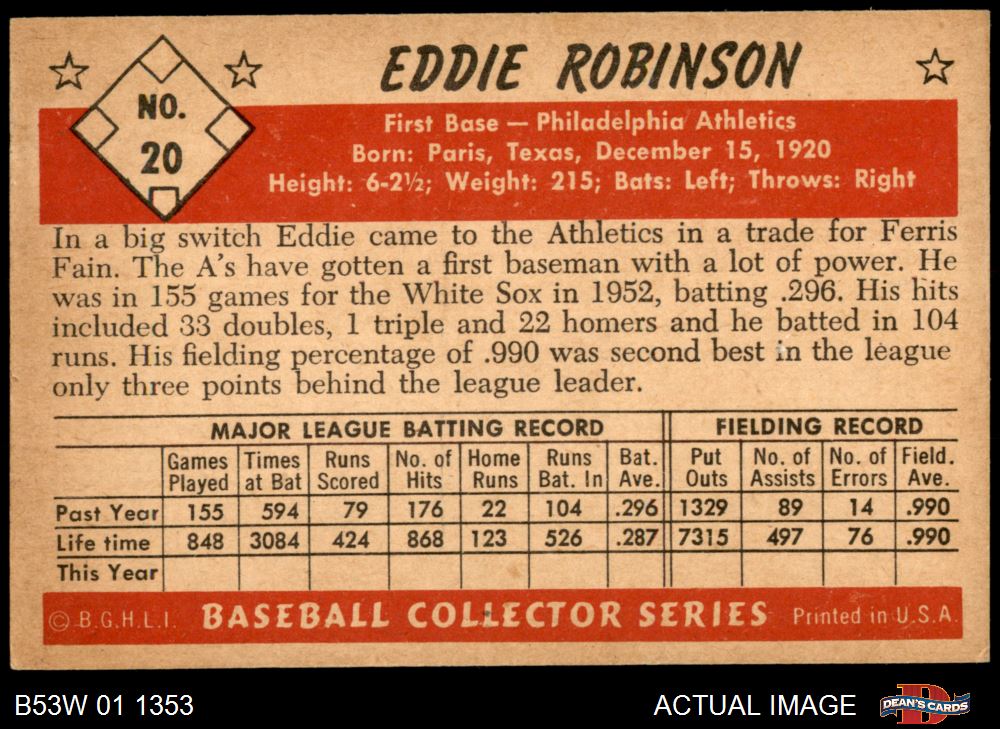 EDDIE ROBINSON
NO.
20
First Base — Philadelphia Athletics
Born: Paris, Texas, December 15, 1920
Height: 6-2½; Weight: 215; Bats: Left; Throws: Right
In a big switch Eddie came to the Athletics in a trade for Ferris
Fain. The A's have gotten a first baseman with a lot of power. He
was in 155 games for the White Sox in 1952, batting .296. His hits
included 33 doubles, 1 triple and 22 homers and he batted in 104
runs. His fielding percentage of .990 was second best in the league
only three points behind the league leader.
MAJOR LEAGUE BATTING RECORD FIELDING RECORD
Games Times Runs No. of Home Runs Bat. Put No. of No. of Field.
Played at Bat Scored Hits Runs Bat. In Ave. Outs Assists Errors Ave.
Past Year 155 594 79 176 22 104 .296 1329 89 14 .990
Life time 848 3084 424 868 123 526 .287 7315 497 76 .990
This Year
© B.G.H.L.I. BASEBALL COLLECTOR SERIES Printed in U.S.A.
B53W 01 1353 ACTUAL IMAGE DEAN'S CARDS